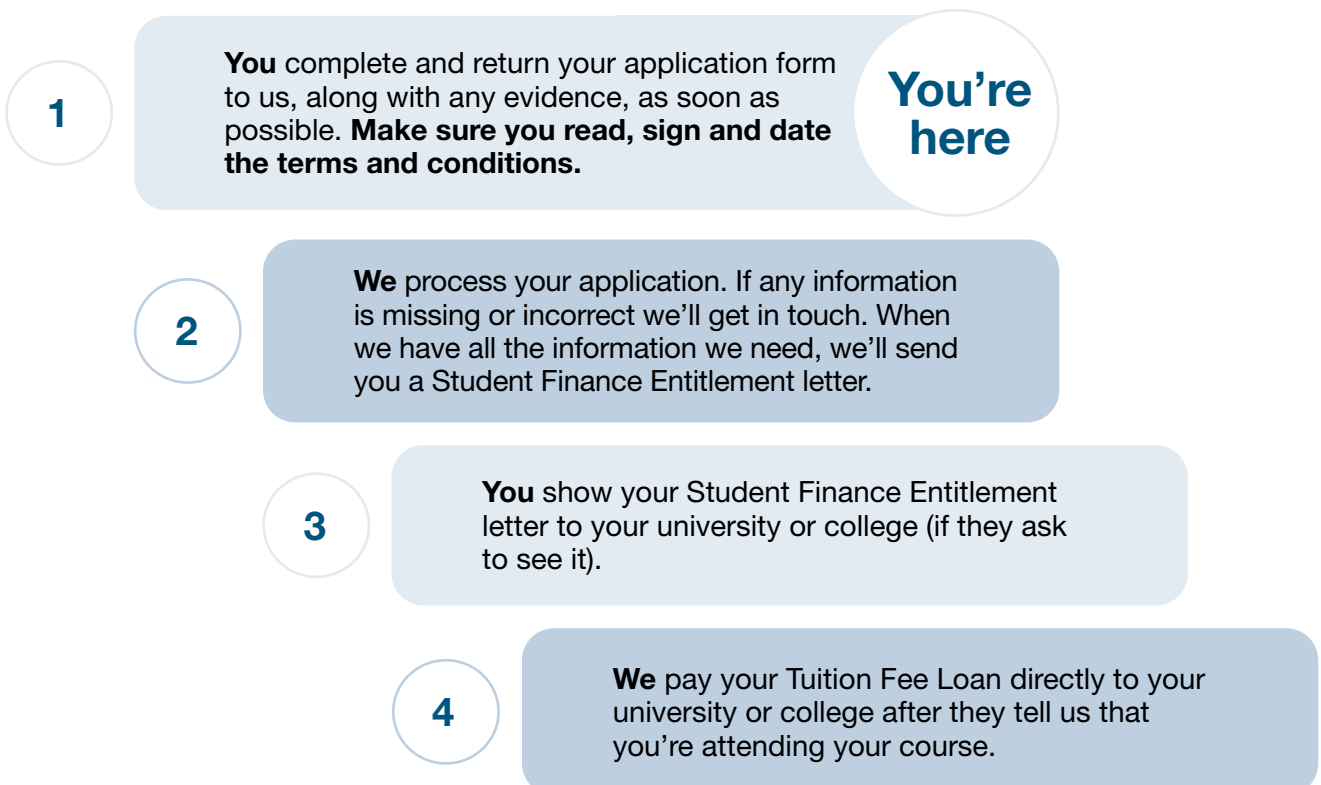 1
You complete and return your application form
to us, along with any evidence, as soon as
possible. Make sure you read, sign and date
the terms and conditions.
You’re
here
2
We process your application. If any information
is missing or incorrect we’ll get in touch. When
we have all the information we need, we’ll send
you a Student Finance Entitlement letter.
3
You show your Student Finance Entitlement
letter to your university or college (if they ask
to see it).
4
We pay your Tuition Fee Loan directly to your
university or college after they tell us that
you’re attending your course.